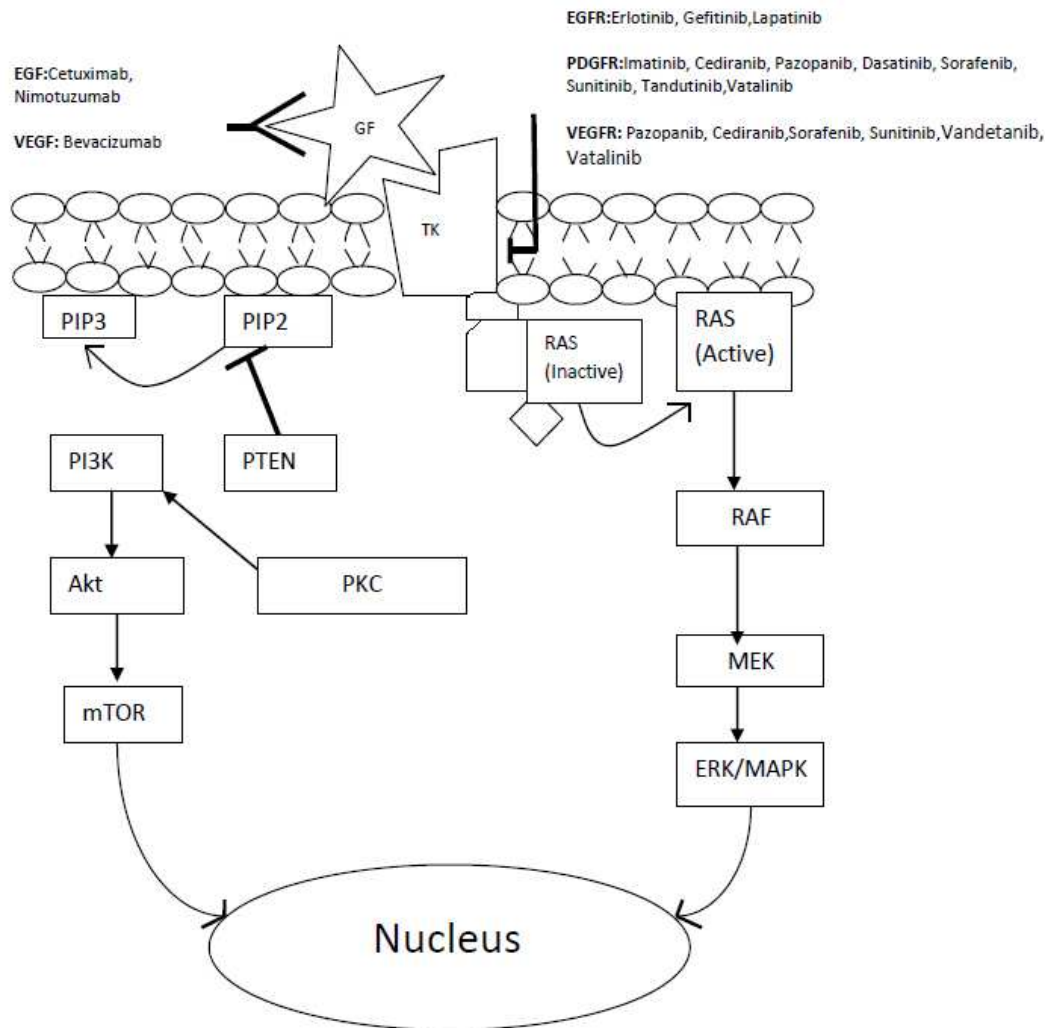 EGFR:Erlotinib, Gefitinib,Lapatinib
PDGFR:Imatinib, Cediranib, Pazopanib, Dasatinib, Sorafenib,
Sunitinib, Tandutinib,Vatalinib
VEGFR: Pazopanib, Cediranib,Sorafenib, Sunitinib,Vandetanib,
Vatalinib
EGF:Cetuximab,
Nimotuzumab
VEGF: Bevacizumab
GF
TK
PIP3
PIP2
RAS
(Inactive)
RAS
(Active)
PI3K
PTEN
RAF
Akt
PKC
MEK
mTOR
ERK/MAPK
Nucleus